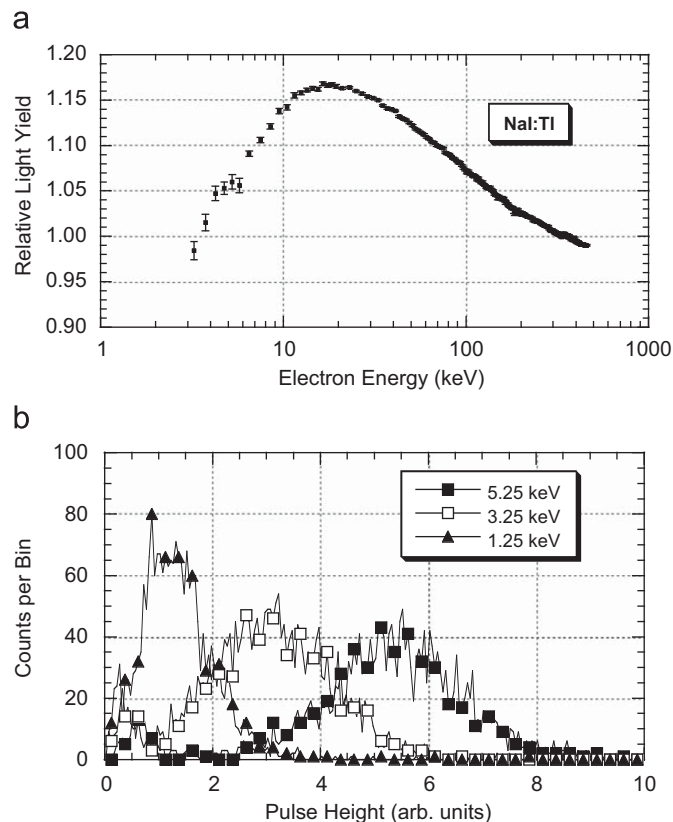 a
1.20
1.15
1.10
1.05
1.00
0.95
0.90
Relative Light Yield
NaI:Tl
1 10 100 1000
Electron Energy (keV)
b
100
80
60
40
20
0
Counts per Bin
5.25 keV
3.25 keV
1.25 keV
0 2 4 6 8 10
Pulse Height (arb. units)